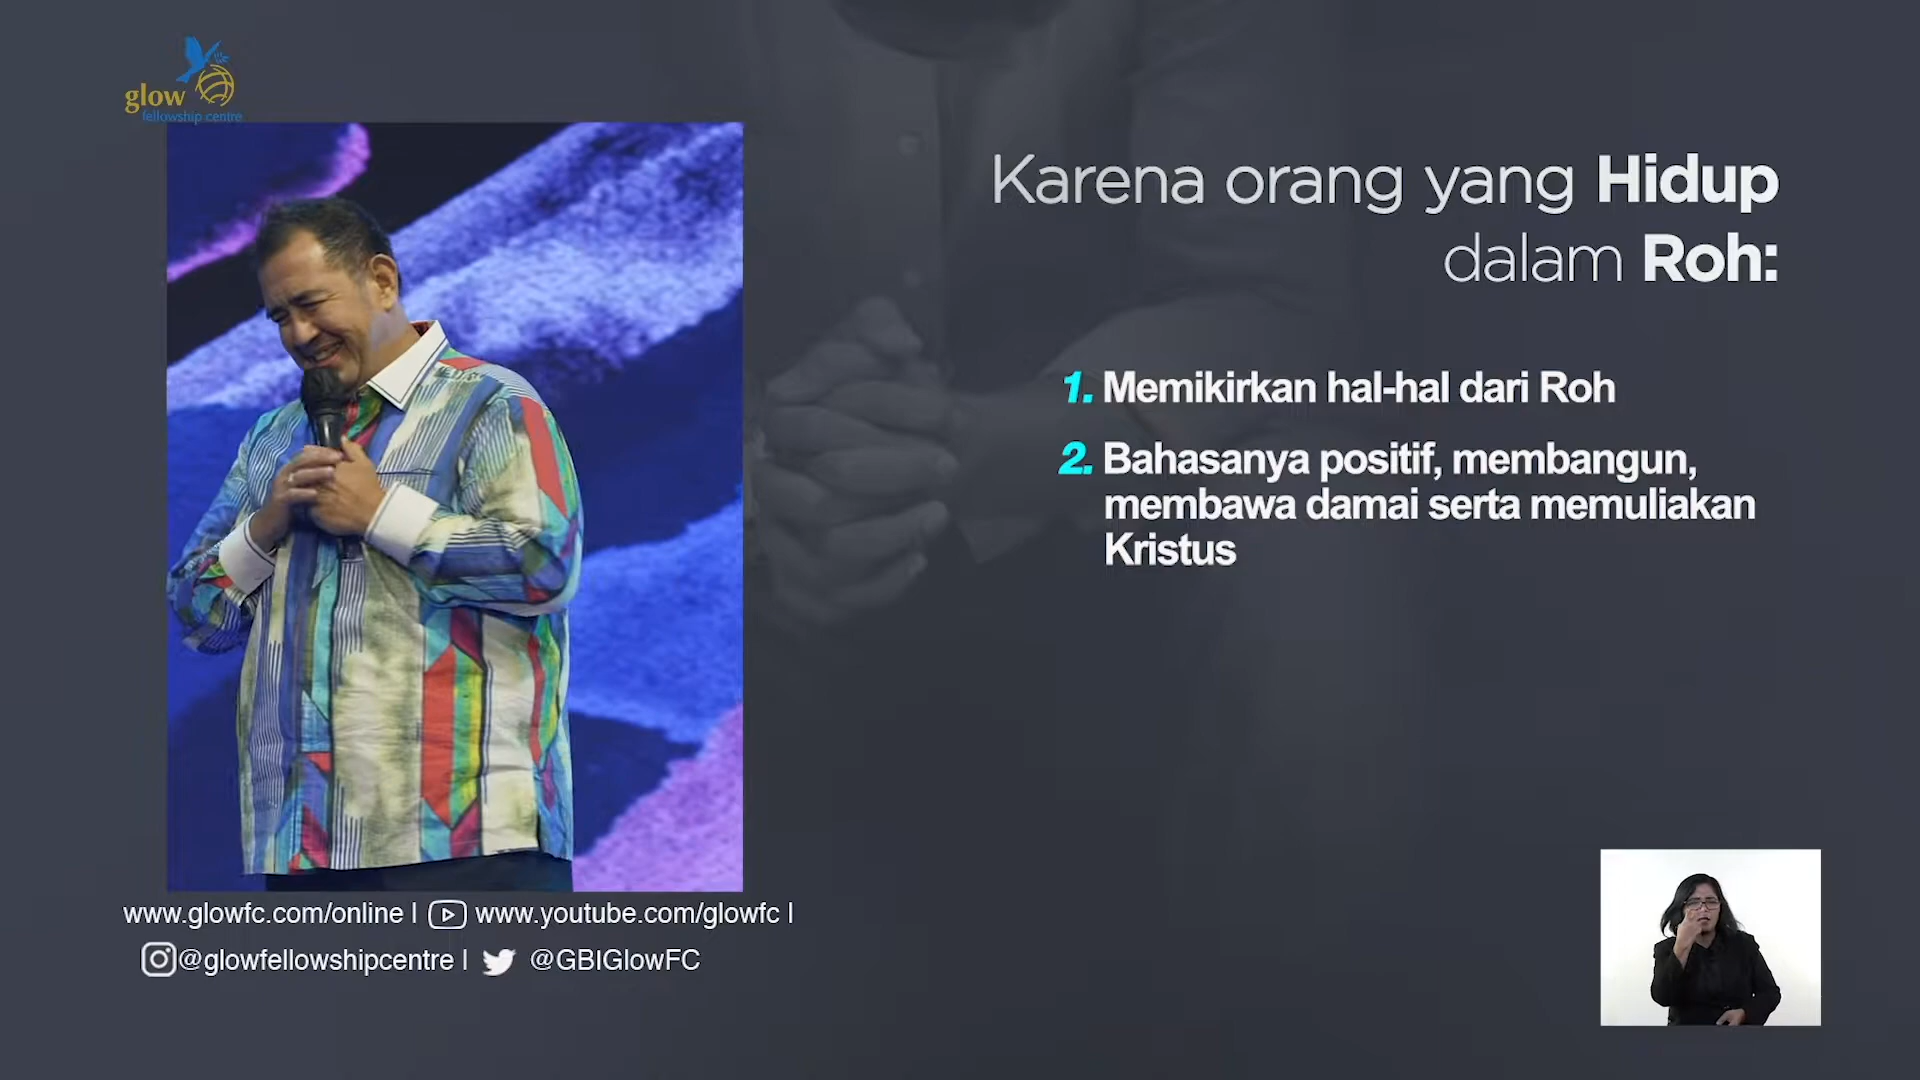 glow
fellowship centre
Karena orang yang Hidup
dalam Roh:
1. Memikirkan hal-hal dari Roh
2. Bahasanya positif, membangun,
membawa damai serta memuliakan
Kristus
www.glowfc.com/online | www.youtube.com/glowfc |
@glowfellowshipcentre | @GBIGlowFC